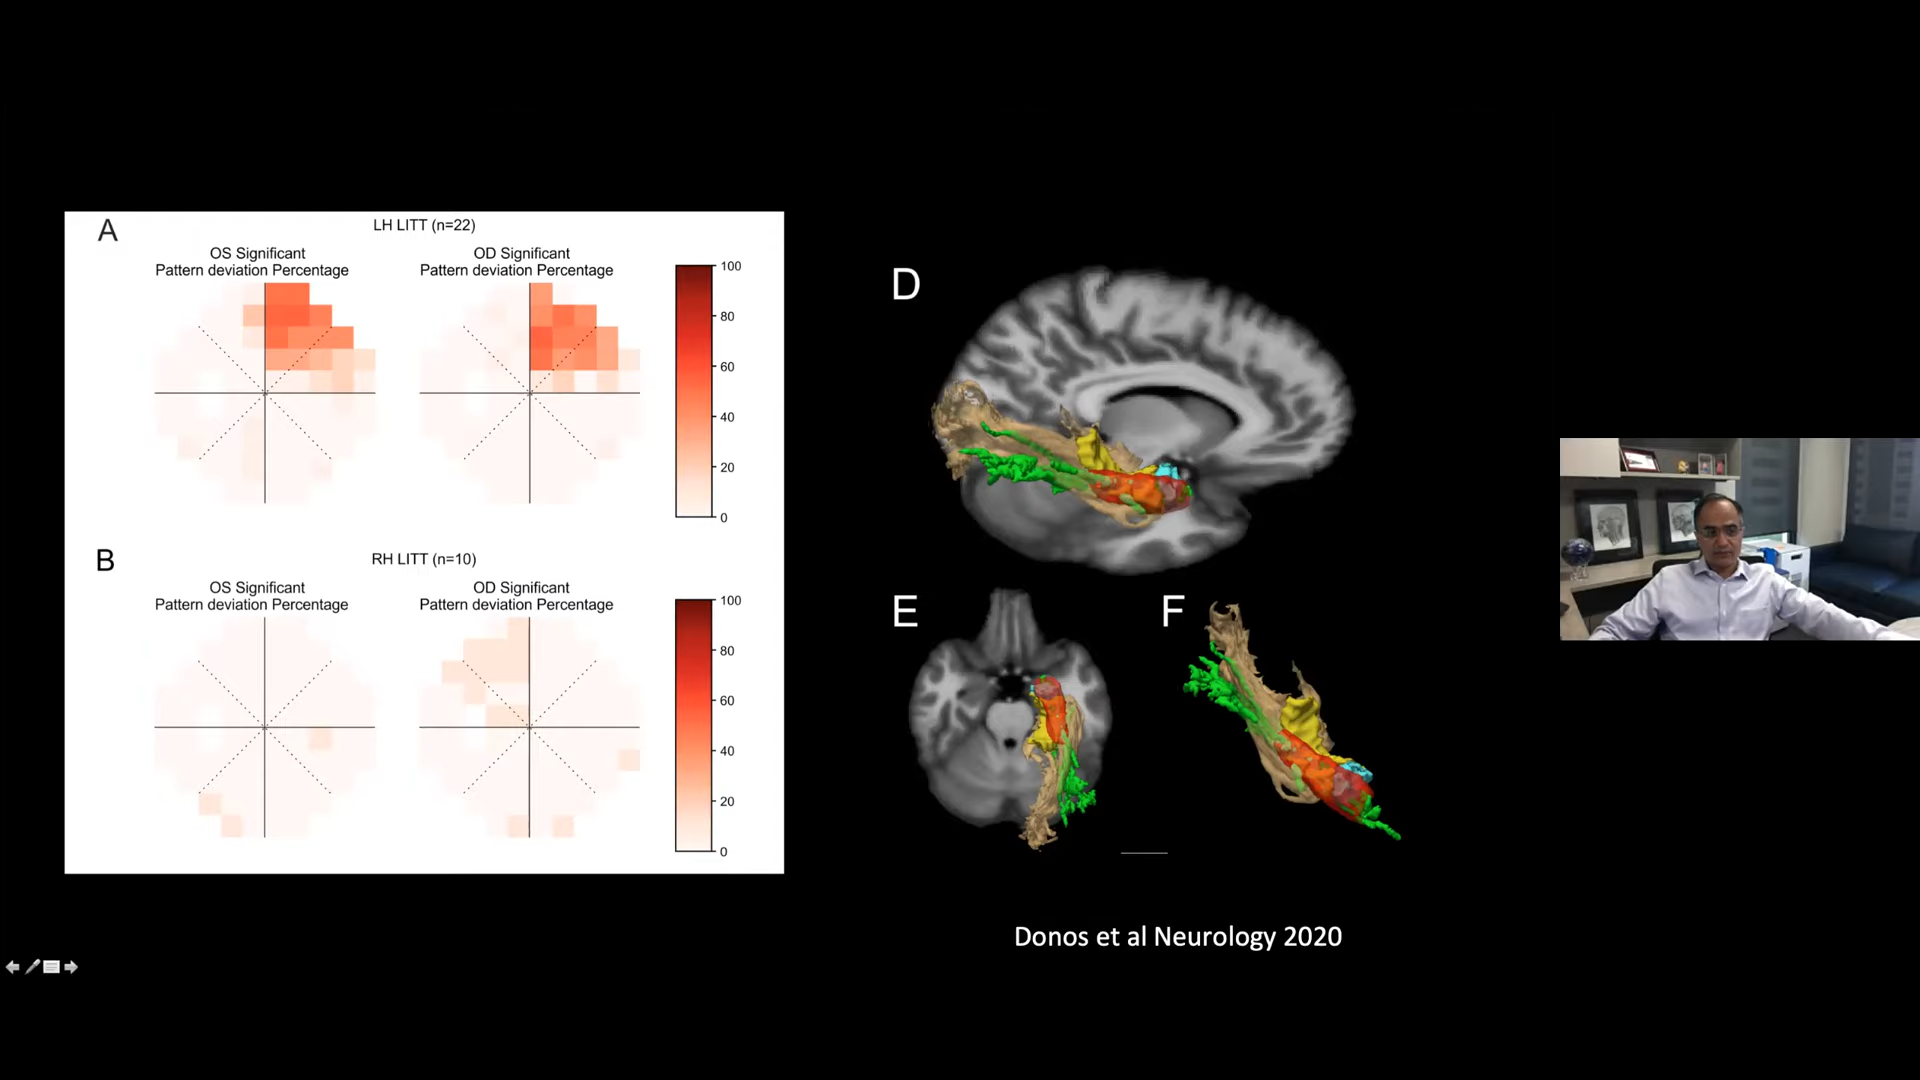 A
LH LITT (n=22)
OS Significant
Pattern deviation Percentage
OD Significant
Pattern deviation Percentage
100
80
60
40
20
0
B
RH LITT (n=10)
OS Significant
Pattern deviation Percentage
OD Significant
Pattern deviation Percentage
100
80
60
40
20
0
D
E
F
Donos et al Neurology 2020